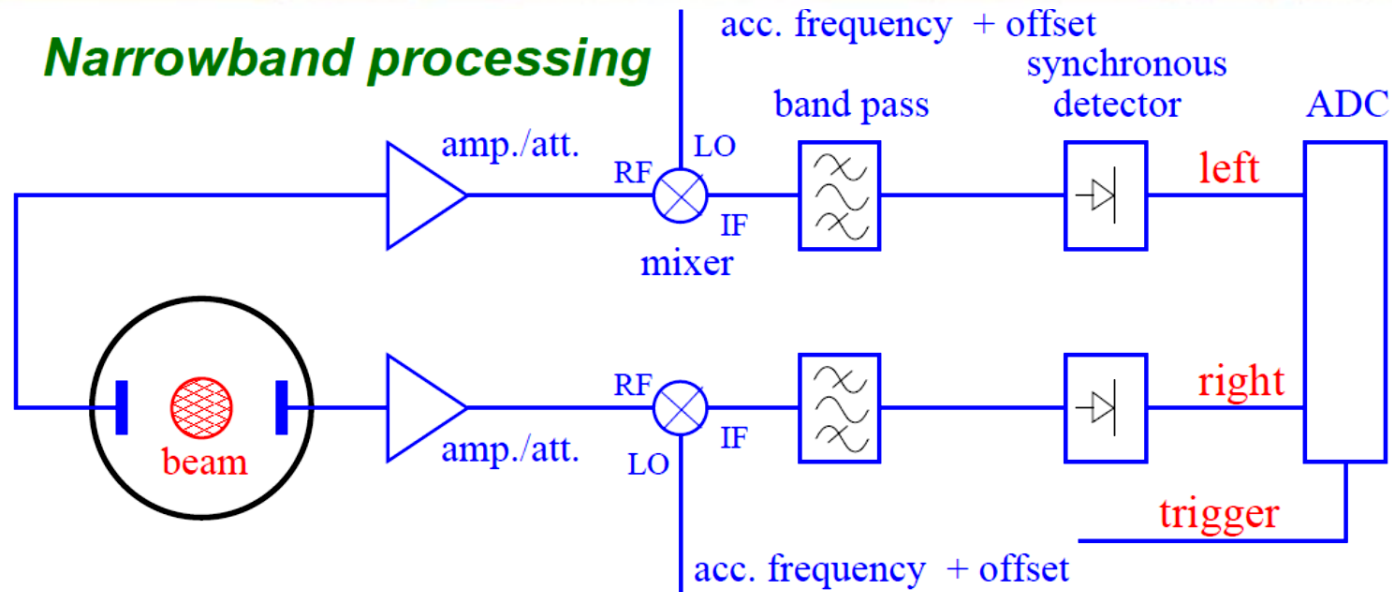 Narrowband processing
acc. frequency + offset
synchronous
detector
band pass
ADC
amp./att.
RF
LO
IF
mixer
left
beam
amp./att.
RF
LO
IF
right
trigger
acc. frequency + offset